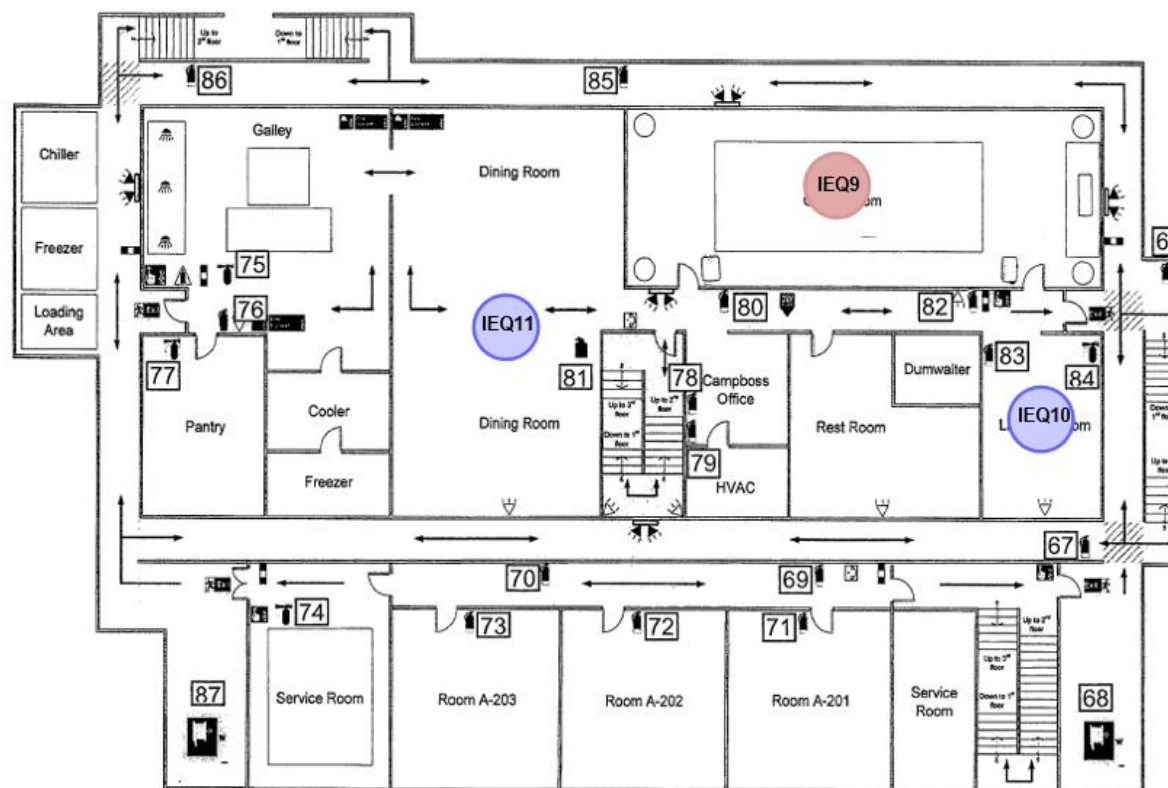 Up to
3rd floor
Down to
1st floor
86
85
Galley
Chiller
Dining Room
IEQ9
Freezer
75
Loading
Area
76
IEQ11
80
82
77
81
78
83
84
Campboss
Office
Dumwaiter
Up to 3rd
floor
Up to 2nd
floor
Down to 1st
floor
Cooler
IEQ10
Pantry
Dining Room
Rest Room
79
Freezer
HVAC
67
70
69
74
73
72
71
Up to 2nd
floor
Up to 3rd
floor
Down to 1st
floor
87
Service Room
Room A-203
Room A-202
Room A-201
Service
Room
68